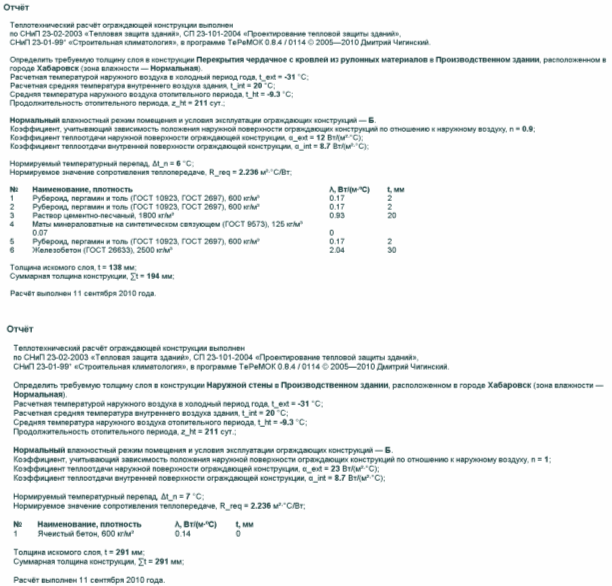 Отчёт
Теплотехнический расчёт ограждающей конструкции выполнен
по СНиП 23-02-2003 «Тепловая защита зданий», СП 23-101-2004 «Проектирование тепловой защиты зданий»,
СНиП 23-01-99* «Строительная климатология», в программе ТеРеМОК 0.8.4 / 0114 © 2005—2010 Дмитрий Чигинский.
Определить требуемую толщину слоя в конструкции Перекрытия чердачное с кровлей из рулонных материалов в Производственном здании, расположенном в
городе Хабаровск (зона влажности — Нормальная).
Расчетная температурой наружного воздуха в холодный период года, t_ext = -31 °С;
Расчетная средняя температура внутреннего воздуха здания, t_int = 20 °С;
Средняя температура наружного воздуха отопительного периода, t_ht = -9.3 °С;
Продолжительность отопительного периода, z_ht = 211 сут.;
Нормальный влажностный режим помещения и условия эксплуатации ограждающих конструкций — Б.
Коэффициент, учитывающий зависимость положения наружной поверхности ограждающих конструкций по отношению к наружному воздуху, n = 0.9;
Коэффициент теплоотдачи наружной поверхности ограждающей конструкции, α_ext = 12 Вт/(м²·°С);
Коэффициент теплоотдачи внутренней поверхности ограждающей конструкции, α_int = 8.7 Вт/(м²·°С);
Нормируемый температурный перепад, Δt_n = 6 °С;
Нормируемое значение сопротивления теплопередаче, R_req = 2.236 м²·°С/Вт;
№ Наименование, плотность λ, Вт/(м·°С) t, мм
1 Рубероид, пергамин и толь (ГОСТ 10923, ГОСТ 2697), 600 кг/м³ 0.17 2
2 Рубероид, пергамин и толь (ГОСТ 10923, ГОСТ 2697), 600 кг/м³ 0.17 2
3 Раствор цементно-песчаный, 1800 кг/м³ 0.93 20
4 Маты минераловатные на синтетическом связующем (ГОСТ 9573), 125 кг/м³
0.07 0
5 Рубероид, пергамин и толь (ГОСТ 10923, ГОСТ 2697), 600 кг/м³ 0.17 2
6 Железобетон (ГОСТ 26633), 2500 кг/м³ 2.04 30
Толщина искомого слоя, t = 138 мм;
Суммарная толщина конструкции, ∑t = 194 мм;
Расчёт выполнен 11 сентября 2010 года.
Отчёт
Теплотехнический расчёт ограждающей конструкции выполнен
по СНиП 23-02-2003 «Тепловая защита зданий», СП 23-101-2004 «Проектирование тепловой защиты зданий»,
СНиП 23-01-99* «Строительная климатология», в программе ТеРеМОК 0.8.4 / 0114 © 2005—2010 Дмитрий Чигинский.
Определить требуемую толщину слоя в конструкции Наружной стены в Производственном здании, расположенном в городе Хабаровск (зона влажности —
Нормальная).
Расчетная температурой наружного воздуха в холодный период года, t_ext = -31 °С;
Расчетная средняя температура внутреннего воздуха здания, t_int = 20 °С;
Средняя температура наружного воздуха отопительного периода, t_ht = -9.3 °С;
Продолжительность отопительного периода, z_ht = 211 сут.;
Нормальный влажностный режим помещения и условия эксплуатации ограждающих конструкций — Б.
Коэффициент, учитывающий зависимость положения наружной поверхности ограждающих конструкций по отношению к наружному воздуху, n = 1;
Коэффициент теплоотдачи наружной поверхности ограждающей конструкции, α_ext = 23 Вт/(м²·°С);
Коэффициент теплоотдачи внутренней поверхности ограждающей конструкции, α_int = 8.7 Вт/(м²·°С);
Нормируемый температурный перепад, Δt_n = 7 °С;
Нормируемое значение сопротивления теплопередаче, R_req = 2.236 м²·°С/Вт;
№ Наименование, плотность λ, Вт/(м·°С) t, мм
1 Ячеистый бетон, 600 кг/м³ 0.14 0
Толщина искомого слоя, t = 291 мм;
Суммарная толщина конструкции, ∑t = 291 мм;
Расчёт выполнен 11 сентября 2010 года.